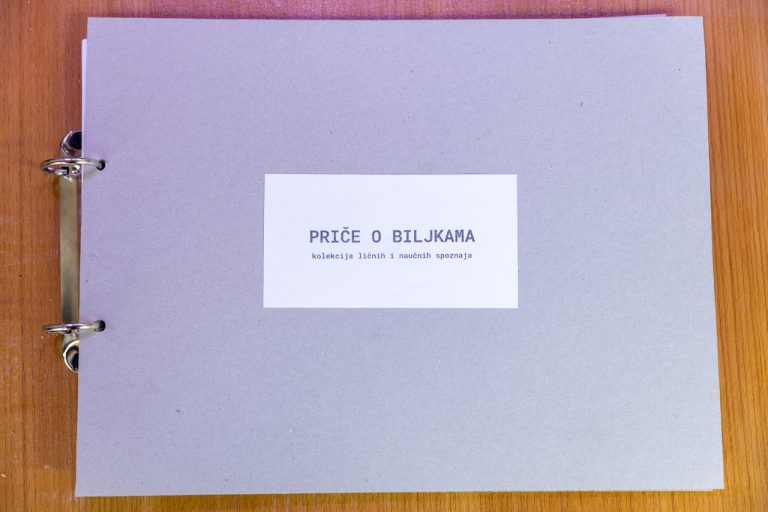 PRIČE O BILJKAMA
kolekcija ličnih i naučnih spoznaja